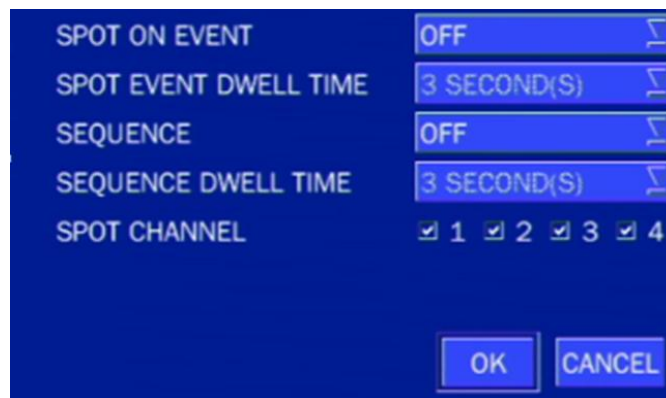 SPOT ON EVENT OFF
SPOT EVENT DWELL TIME 3 SECOND(S)
SEQUENCE OFF
SEQUENCE DWELL TIME 3 SECOND(S)
SPOT CHANNEL 1 2 3 4
OK CANCEL